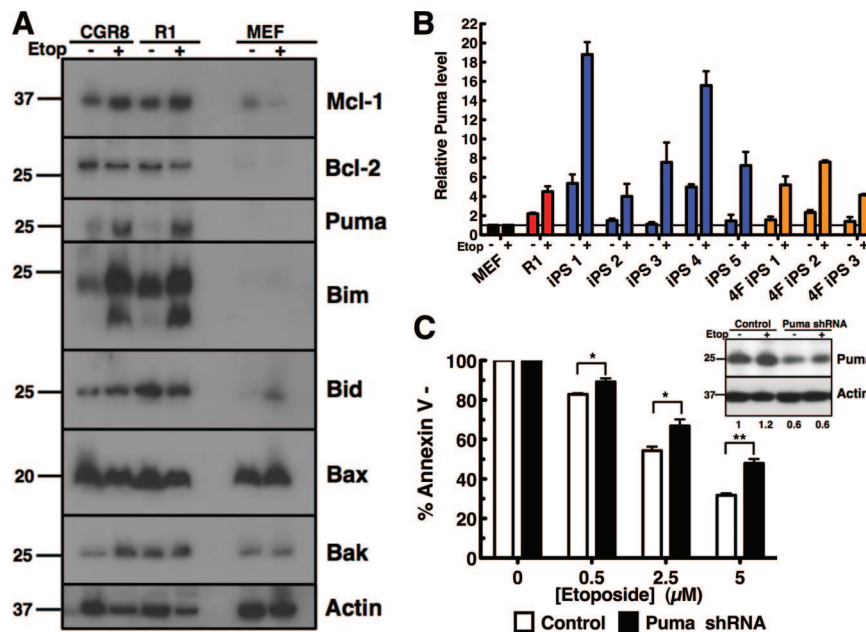 A
CGR8 R1 MEF
Etop - + - + - +
37 Mcl-1
25 Bcl-2
25 Puma
25 Bim
25 Bid
20 Bax
25 Bak
37 Actin
B
Relative Puma level
22
20
18
16
14
12
10
8
6
4
2
0
Etop - + - + - + - + - + - + - + - + - + - +
MEF R1 iPS 1 iPS 2 iPS 3 iPS 4 iPS 5 4F iPS 1 4F iPS 2 4F iPS 3
C
Control Puma shRNA
Etop - + - +
25 Puma
37 Actin
1 1.2 0.6 0.6
% Annexin V -
100
80
60
40
20
0
* * **
0 0.5 2.5 5
[Etoposide] (µM)
Control Puma shRNA